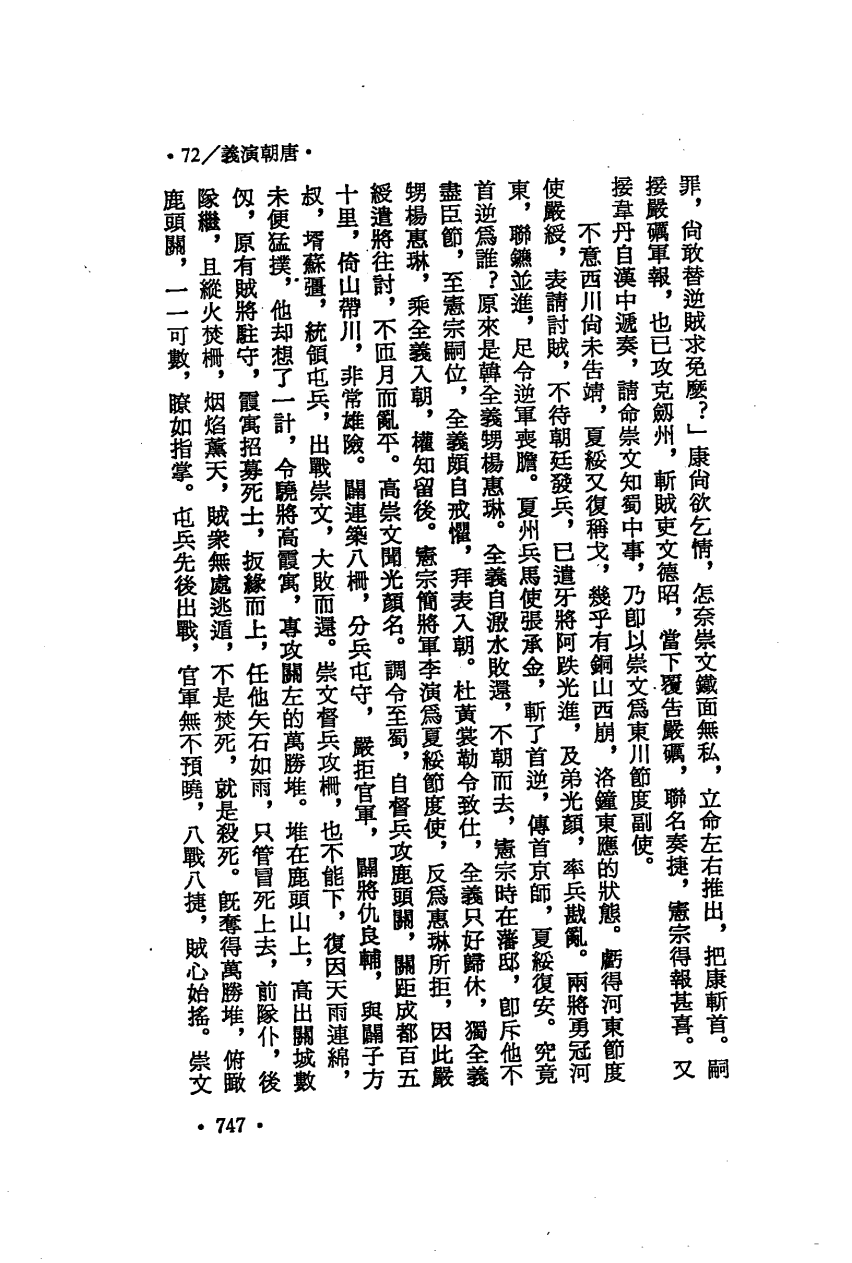 •72／義演朝唐•
罪，尙敢替逆賊求免麼？」康尙欲乞情，怎奈崇文鐵面無私，立命左右推出，把康斬首。嗣
接嚴礪軍報，也已攻克劔州，斬賊吏文德昭，當下覆告嚴礪，聯名奏捷，憲宗得報甚喜。又
接韋丹自漢中遞奏，請命崇文知蜀中事，乃卽以崇文爲東川節度副使。
不意西川尙未告靖，夏綏又復稱戈，幾乎有銅山西崩，洛鐘東應的狀態。虧得河東節度
使嚴綬，表請討賊，不待朝廷發兵，已遣牙將阿跌光進，及弟光顏，率兵戡亂。兩將勇冠河
東，聯鑣並進，足令逆軍喪膽。夏州兵馬使張承金，斬了首逆，傳首京師，夏綏復安。究竟
首逆爲誰？原來是韓全義甥楊惠琳。全義自溵水敗還，不朝而去，憲宗時在藩邸，卽斥他不
盡臣節，至憲宗嗣位，全義頗自戒懼，拜表入朝。杜黃裳勒令致仕，全義只好歸休，獨全義
甥楊惠琳，乘全義入朝，權知留後。憲宗簡將軍李演爲夏綏節度使，反爲惠琳所拒，因此嚴
綬遣將往討，不匝月而亂平。高崇文聞光顏名。調令至蜀，自督兵攻鹿頭關，關距成都百五
十里，倚山帶川，非常雄險。闢連築八柵，分兵屯守，嚴拒官軍，闢將仇良輔，與闢子方
叔，壻蘇彊，統領屯兵，出戰崇文，大敗而還。崇文督兵攻柵，也不能下，復因天雨連綿，
未便猛撲，他却想了一計，令驍將高霞寓，專攻關左的萬勝堆。堆在鹿頭山上，高出關城數
仭，原有賊將駐守，霞寓招募死士，扳緣而上，任他矢石如雨，只管冒死上去，前隊仆，後
隊繼，且縱火焚柵，烟焰薰天，賊衆無處逃遁，不是焚死，就是殺死。旣奪得萬勝堆，俯瞰
鹿頭關，一一可數，瞭如指掌。屯兵先後出戰，官軍無不預曉，八戰八捷，賊心始搖。崇文
•747•